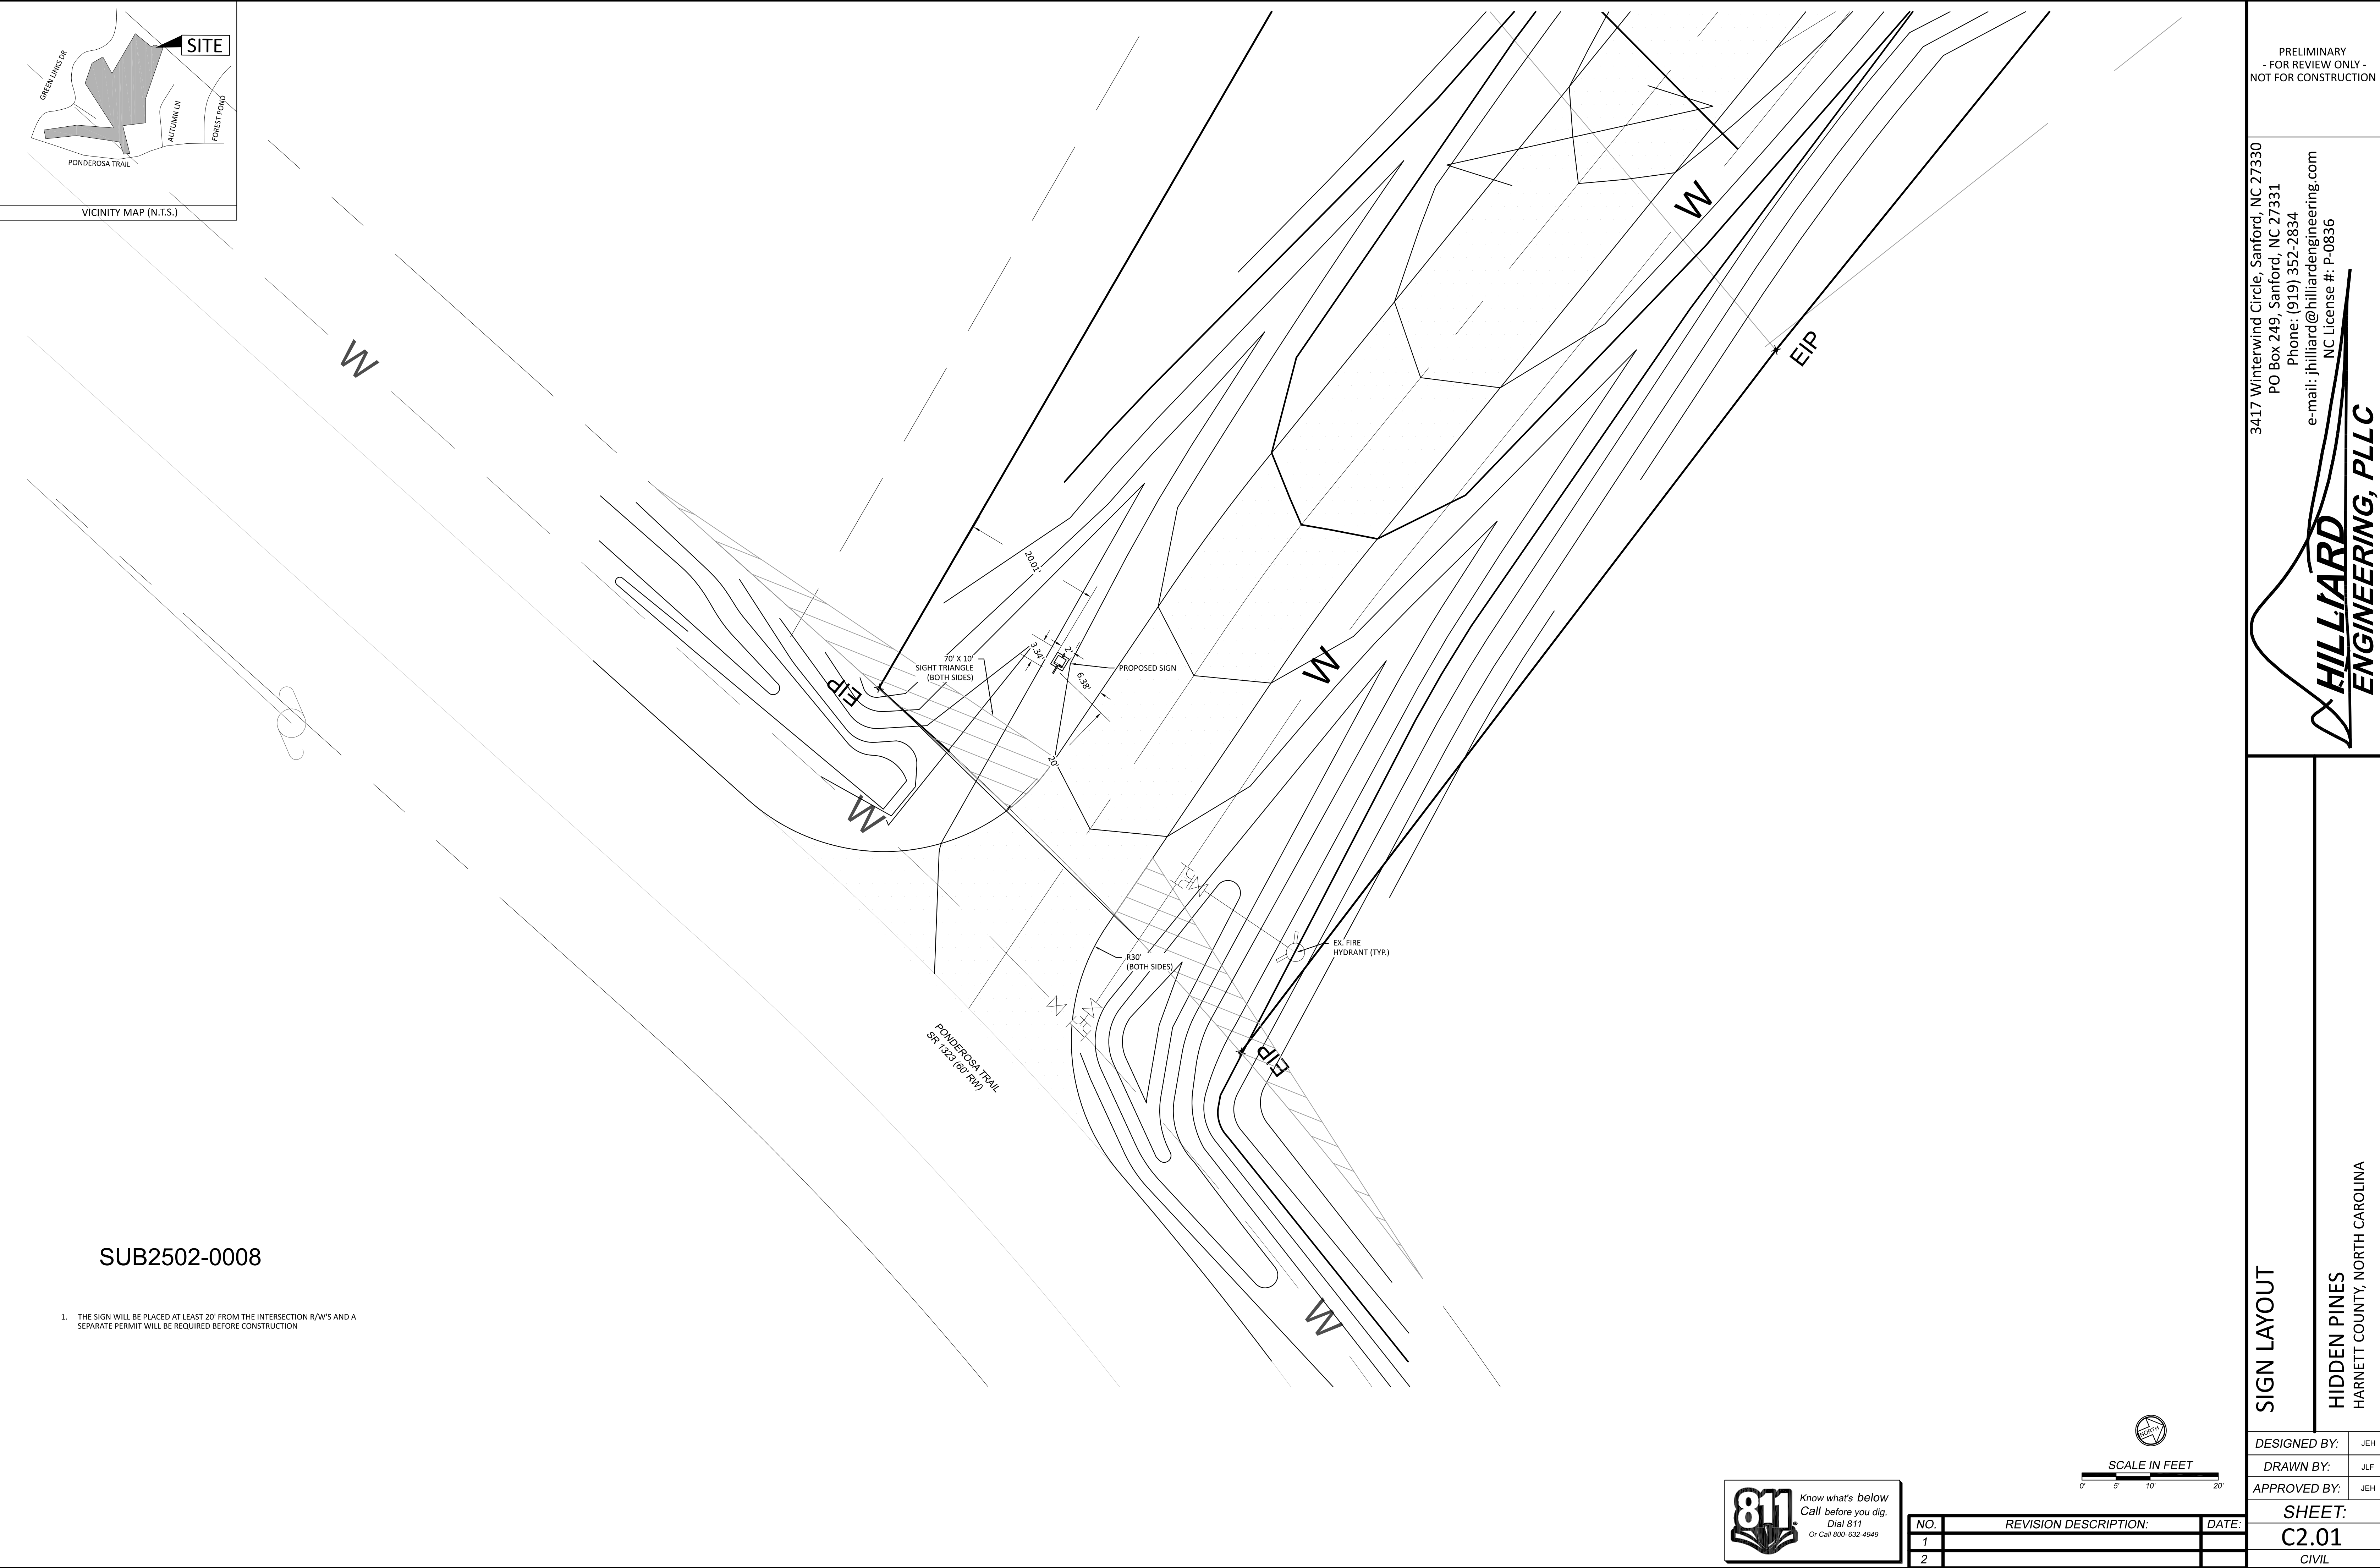 SITE
GREEN LINKS DR
AUTUMN LN
FOREST POND
PONDEROSA TRAIL
VICINITY MAP (N.T.S.)
W
W
EIP
20.01'
3.34'
2'
6.38'
PROPOSED SIGN
70' X 10'
SIGHT TRIANGLE
(BOTH SIDES)
EIP
W
20'
W
R30'
(BOTH SIDES)
EX. FIRE
HYDRANT (TYP.)
EIP
PONDEROSA TRAIL
SR 1323 (60' RW)
W
SUB2502-0008
1. THE SIGN WILL BE PLACED AT LEAST 20' FROM THE INTERSECTION R/W'S AND A
SEPARATE PERMIT WILL BE REQUIRED BEFORE CONSTRUCTION
NORTH
SCALE IN FEET
0' 5' 10' 20'
811
Know what's below
Call before you dig.
Dial 811
Or Call 800-632-4949
NO. REVISION DESCRIPTION: DATE:
1
2
PRELIMINARY
- FOR REVIEW ONLY -
NOT FOR CONSTRUCTION
3417 Winterwind Circle, Sanford, NC 27330
PO Box 249, Sanford, NC 27331
Phone: (919) 352-2834
e-mail: jhilliard@hilliardengineering.com
NC License #: P-0836
HILLIARD
ENGINEERING, PLLC
SIGN LAYOUT
HIDDEN PINES
HARNETT COUNTY, NORTH CAROLINA
DESIGNED BY: JEH
DRAWN BY: JLF
APPROVED BY: JEH
SHEET:
C2.01
CIVIL